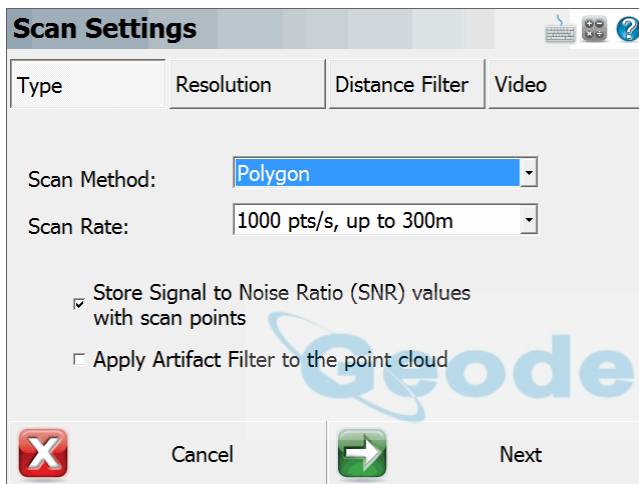 Scan Settings
Type
Resolution
Distance Filter
Video
Scan Method:
Polygon
Scan Rate:
1000 pts/s, up to 300m
Store Signal to Noise Ratio (SNR) values
with scan points
Apply Artifact Filter to the point cloud
Geode
Cancel
Next